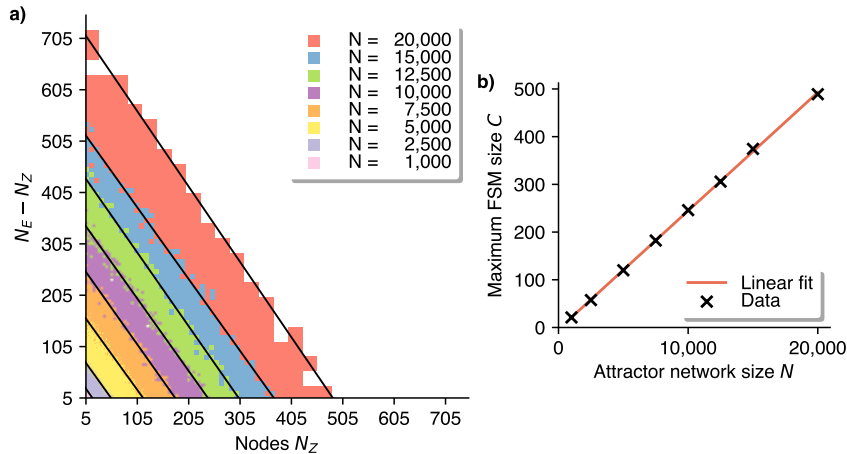 a)
705
605
505
405
305
205
105
5
N_E − N_Z
5 105 205 305 405 505 605 705
Nodes N_Z
N = 20,000
N = 15,000
N = 12,500
N = 10,000
N = 7,500
N = 5,000
N = 2,500
N = 1,000
b)
500
400
300
200
100
0
Maximum FSM size C
0 10,000 20,000
Attractor network size N
Linear fit
Data